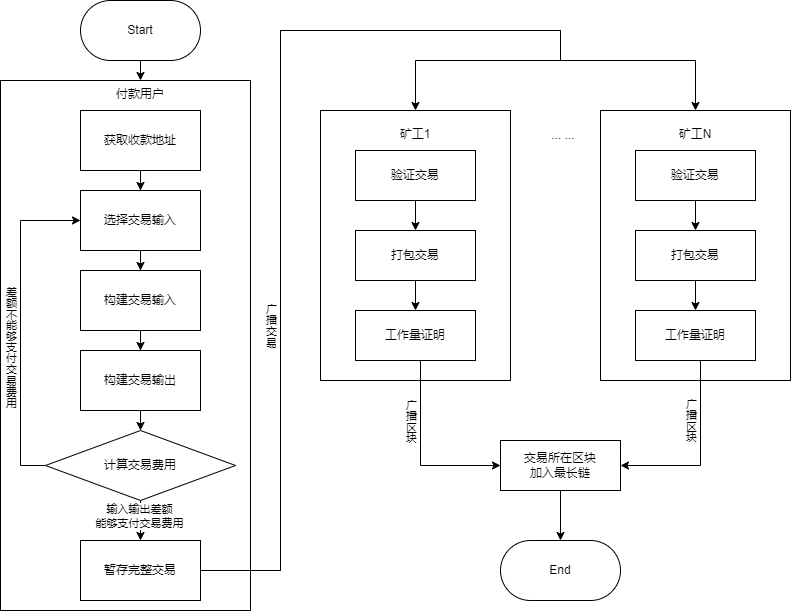 Start
付款用户
获取收款地址
选择交易输入
构建交易输入
构建交易输出
计算交易费用
差额不能够支付交易费用
输入输出差额
能够支付交易费用
暂存完整交易
广播交易
矿工1
验证交易
打包交易
工作量证明
... ...
矿工N
验证交易
打包交易
工作量证明
广播区块
广播区块
交易所在区块
加入最长链
End